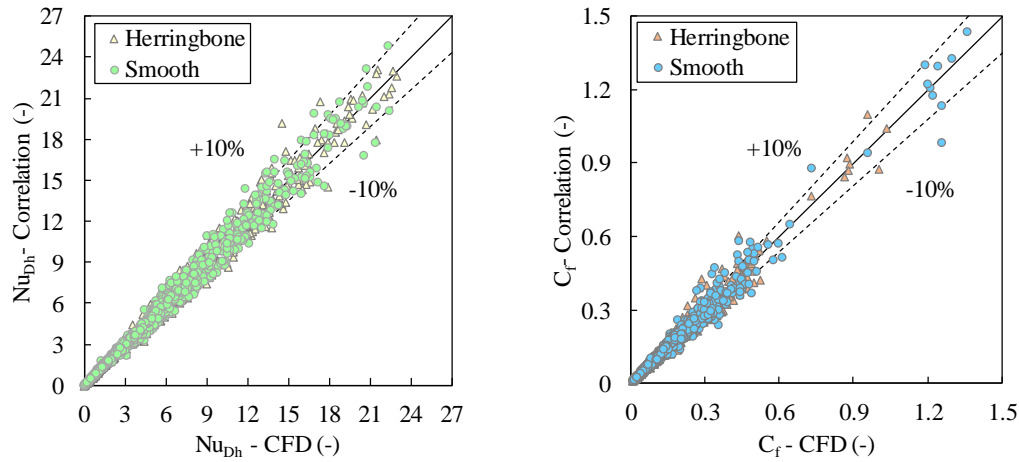 27
24
21
18
15
12
9
6
3
0
Nu_Dh - Correlation (-)
Herringbone
Smooth
+10%
-10%
0 3 6 9 12 15 18 21 24 27
Nu_Dh - CFD (-)
1.5
1.2
0.9
0.6
0.3
0
C_f - Correlation (-)
Herringbone
Smooth
+10%
-10%
0 0.3 0.6 0.9 1.2 1.5
C_f - CFD (-)